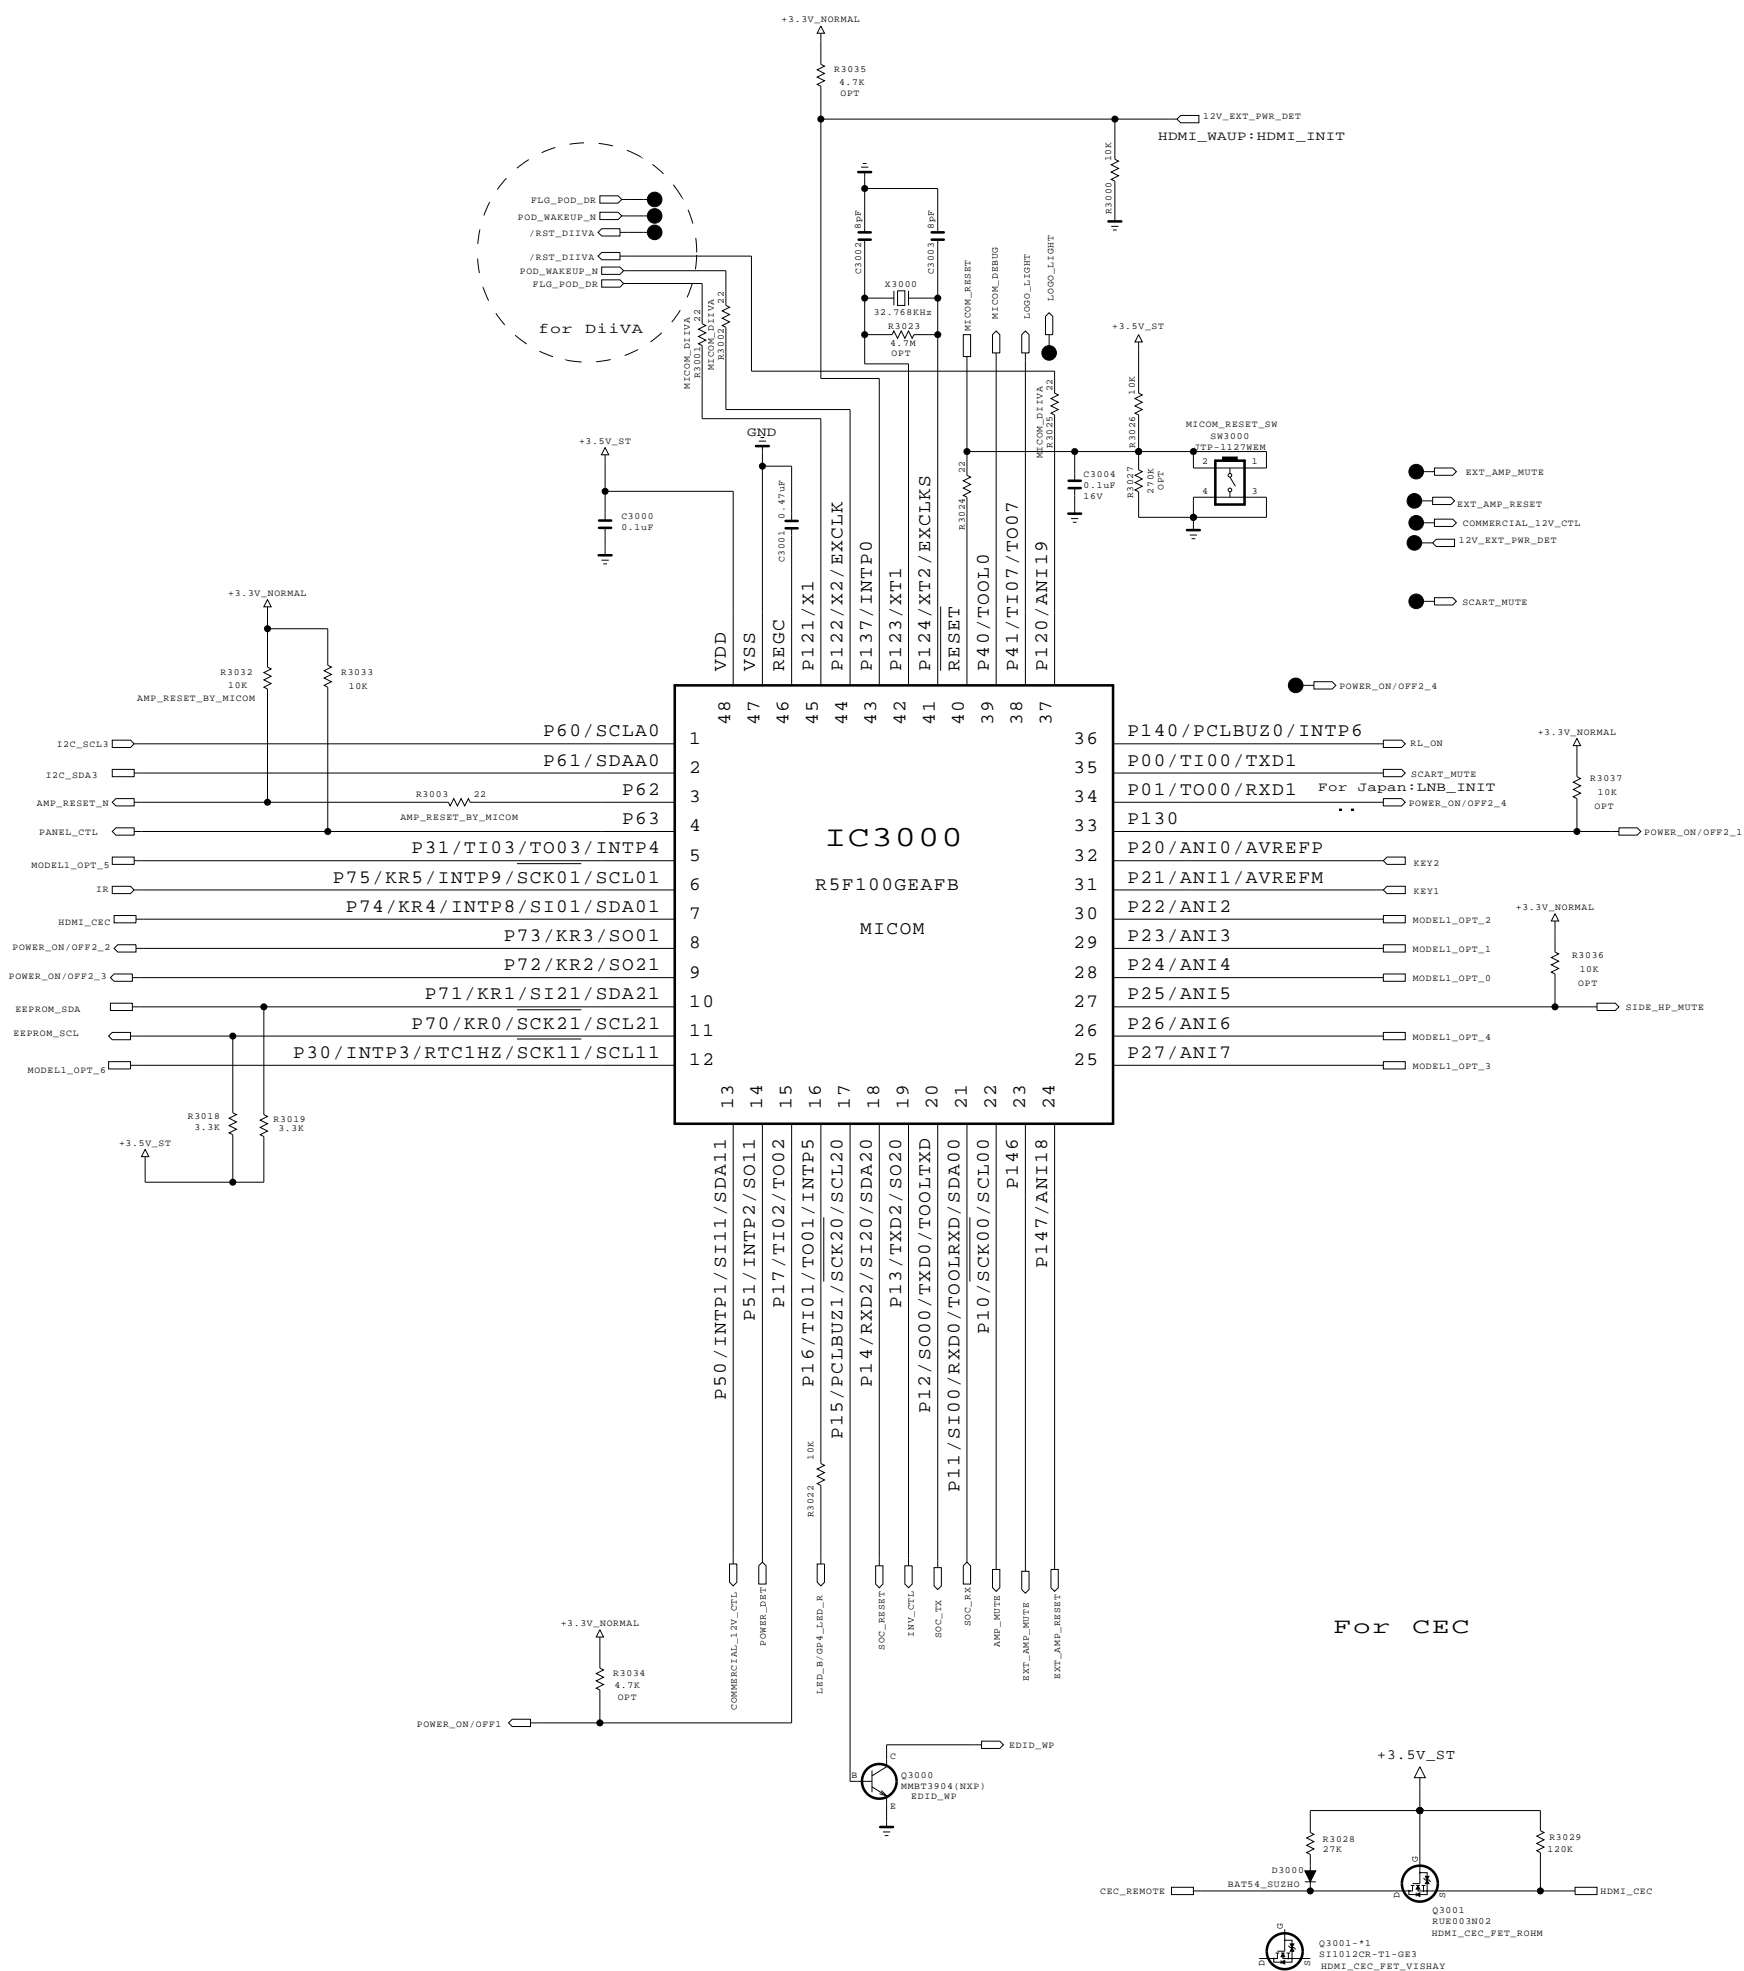 +3.3V_NORMAL
R3035
4.7K
OPT
12V_EXT_PWR_DET
HDMI_WAUP:HDMI_INIT
10K
R3000
FLG_POD_DR
POD_WAKEUP_N
/RST_DIIVA
/RST_DIIVA
POD_WAKEUP_N
FLG_POD_DR
for DiiVA
MICOM_DIIVA
R3001
22
MICOM_DIIVA
R3002
22
C3002
8pF
C3003
8pF
X3000
32.768KHz
R3023
4.7M
OPT
MICOM_RESET
MICOM_DEBUG
LOGO_LIGHT
LOGO_LIGHT
+3.5V_ST
10K
R3026
MICOM_DIIVA
R3025
22
MICOM_RESET_SW
SW3000
JTP-1127WEM
2
1
4
3
R3027
270K
OPT
C3004
0.1uF
16V
R3024
22
GND
+3.5V_ST
C3000
0.1uF
C3001
0.47uF
EXT_AMP_MUTE
EXT_AMP_RESET
COMMERCIAL_12V_CTL
12V_EXT_PWR_DET
SCART_MUTE
POWER_ON/OFF2_4
VDD
VSS
REGC
P121/X1
P122/X2/EXCLK
P137/INTP0
P123/XT1
P124/XT2/EXCLKS
RESET
P40/TOOL0
P41/TI07/TO07
P120/ANI19
48
47
46
45
44
43
42
41
40
39
38
37
+3.3V_NORMAL
R3032
10K
AMP_RESET_BY_MICOM
R3033
10K
I2C_SCL3
P60/SCLA0
1
I2C_SDA3
P61/SDAA0
2
AMP_RESET_N
R3003
22
AMP_RESET_BY_MICOM
P62
3
PANEL_CTL
P63
4
MODEL1_OPT_5
P31/TI03/TO03/INTP4
5
IR
P75/KR5/INTP9/SCK01/SCL01
6
HDMI_CEC
P74/KR4/INTP8/SI01/SDA01
7
POWER_ON/OFF2_2
P73/KR3/SO01
8
POWER_ON/OFF2_3
P72/KR2/SO21
9
EEPROM_SDA
P71/KR1/SI21/SDA21
10
EEPROM_SCL
P70/KR0/SCK21/SCL21
11
MODEL1_OPT_6
P30/INTP3/RTC1HZ/SCK11/SCL11
12
R3018
3.3K
R3019
3.3K
+3.5V_ST
IC3000
R5F100GEAFB
MICOM
36
P140/PCLBUZ0/INTP6
RL_ON
35
P00/TI00/TXD1
SCART_MUTE
34
P01/TO00/RXD1
For Japan:LNB_INIT
POWER_ON/OFF2_4
33
P130
POWER_ON/OFF2_1
+3.3V_NORMAL
R3037
10K
OPT
32
P20/ANI0/AVREFP
KEY2
31
P21/ANI1/AVREFM
KEY1
30
P22/ANI2
MODEL1_OPT_2
29
P23/ANI3
MODEL1_OPT_1
28
P24/ANI4
MODEL1_OPT_0
27
P25/ANI5
SIDE_HP_MUTE
+3.3V_NORMAL
R3036
10K
OPT
26
P26/ANI6
MODEL1_OPT_4
25
P27/ANI7
MODEL1_OPT_3
13
14
15
16
17
18
19
20
21
22
23
24
P50/INTP1/SI11/SDA11
P51/INTP2/SO11
P17/TI02/TO02
P16/TI01/TO01/INTP5
P15/PCLBUZ1/SCK20/SCL20
P14/RXD2/SI20/SDA20
P13/TXD2/SO20
P12/SO00/TXD0/TOOLTXD
P11/SI00/RXD0/TOOLRXD/SDA00
P10/SCK00/SCL00
P146
P147/ANI18
R3022
10K
COMMERCIAL_12V_CTL
POWER_DET
LED_B/GP4_LED_R
SOC_RESET
INV_CTL
SOC_TX
SOC_RX
AMP_MUTE
EXT_AMP_MUTE
EXT_AMP_RESET
+3.3V_NORMAL
R3034
4.7K
OPT
POWER_ON/OFF1
EDID_WP
C
B
E
Q3000
MMBT3904(NXP)
EDID_WP
For CEC
+3.5V_ST
R3028
27K
R3029
120K
D3000
BAT54_SUZHO
CEC_REMOTE
HDMI_CEC
G
D
S
Q3001
RUE003N02
HDMI_CEC_FET_ROHM
G
D
S
Q3001-*1
SI1012CR-T1-GE3
HDMI_CEC_FET_VISHAY